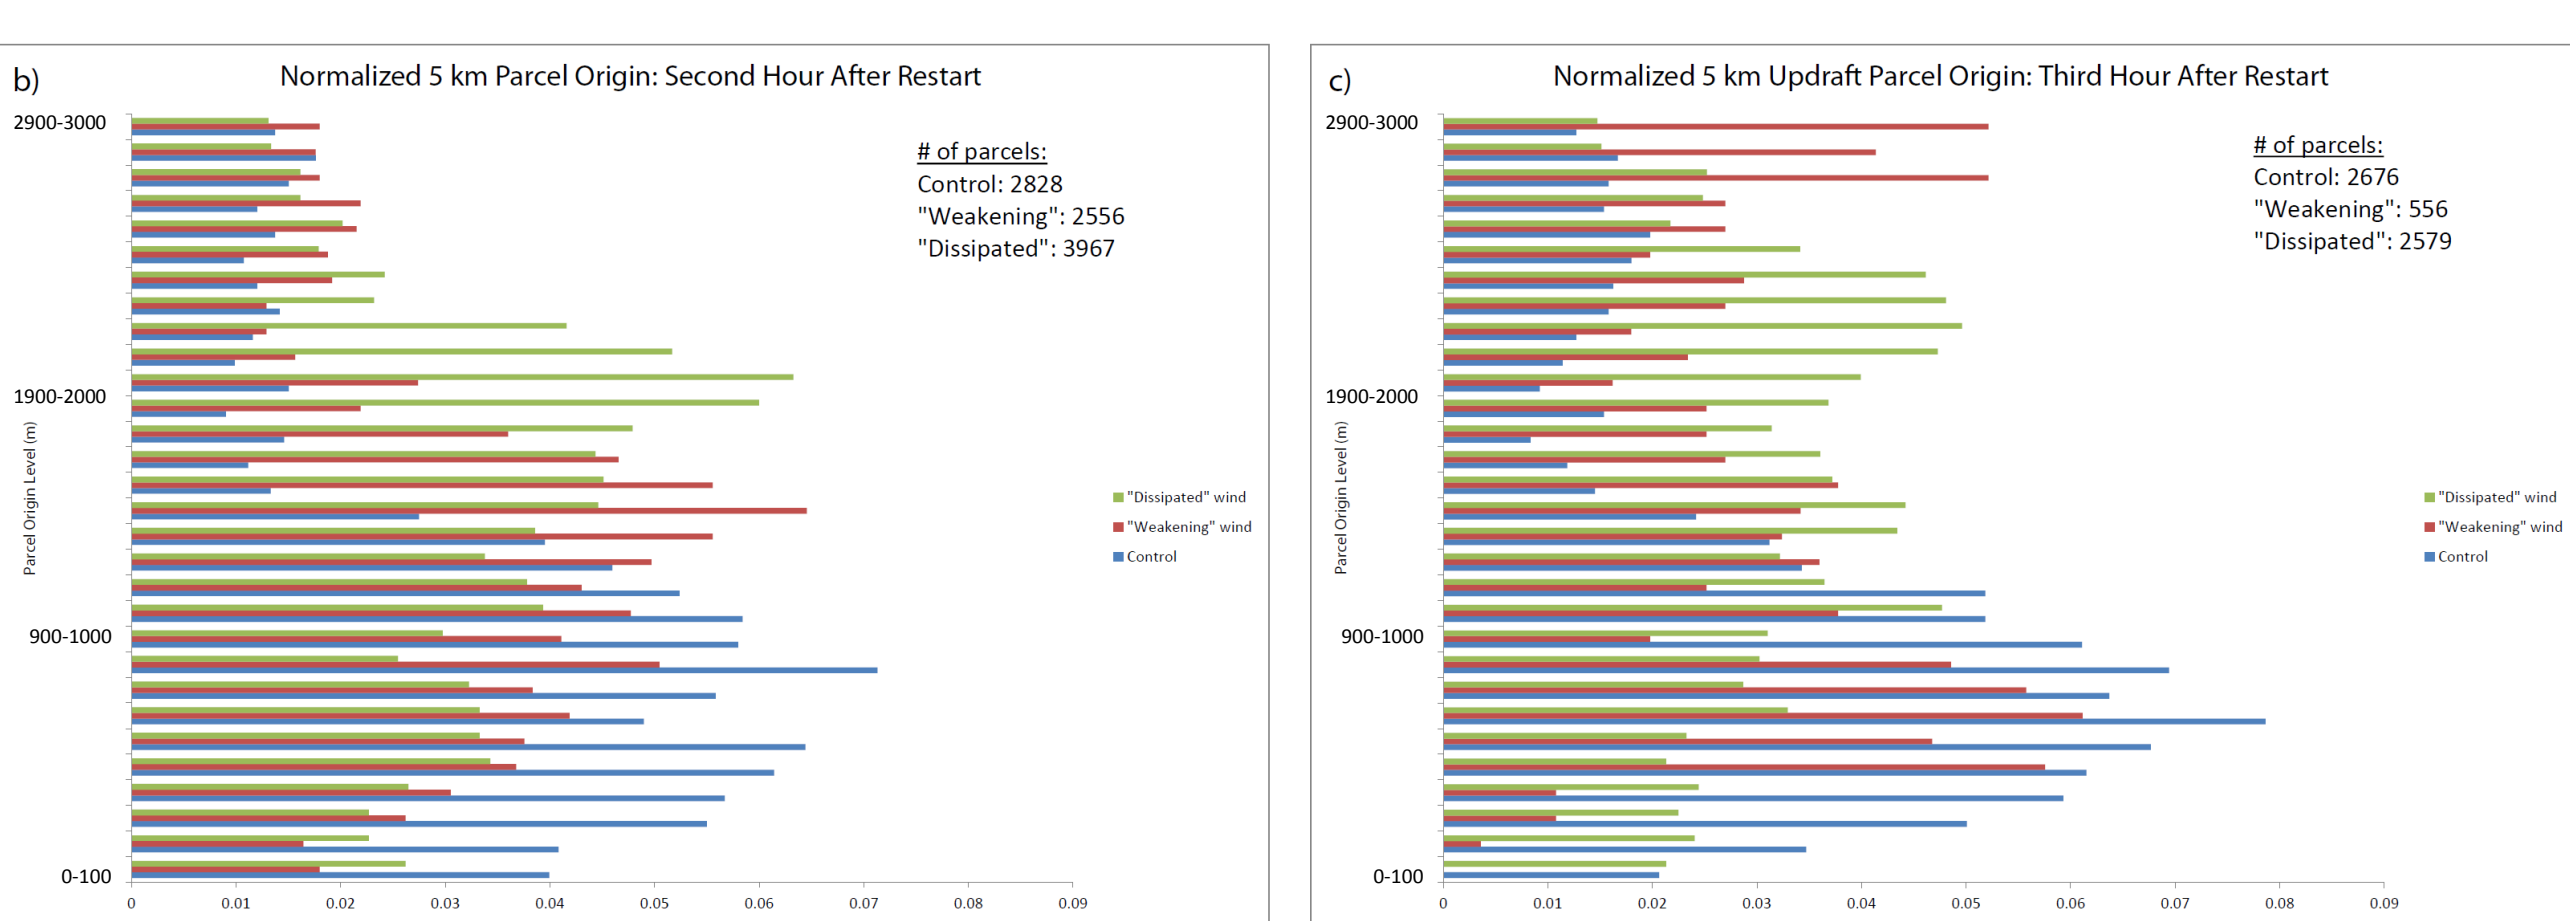 b)
Normalized 5 km Parcel Origin: Second Hour After Restart
2900-3000
# of parcels:
Control: 2828
"Weakening": 2556
"Dissipated": 3967
1900-2000
Parcel Origin Level (m)
"Dissipated" wind
"Weakening" wind
Control
900-1000
0-100
0 0.01 0.02 0.03 0.04 0.05 0.06 0.07 0.08 0.09
c)
Normalized 5 km Updraft Parcel Origin: Third Hour After Restart
2900-3000
# of parcels:
Control: 2676
"Weakening": 556
"Dissipated": 2579
1900-2000
Parcel Origin Level (m)
"Dissipated" wind
"Weakening" wind
Control
900-1000
0-100
0 0.01 0.02 0.03 0.04 0.05 0.06 0.07 0.08 0.09